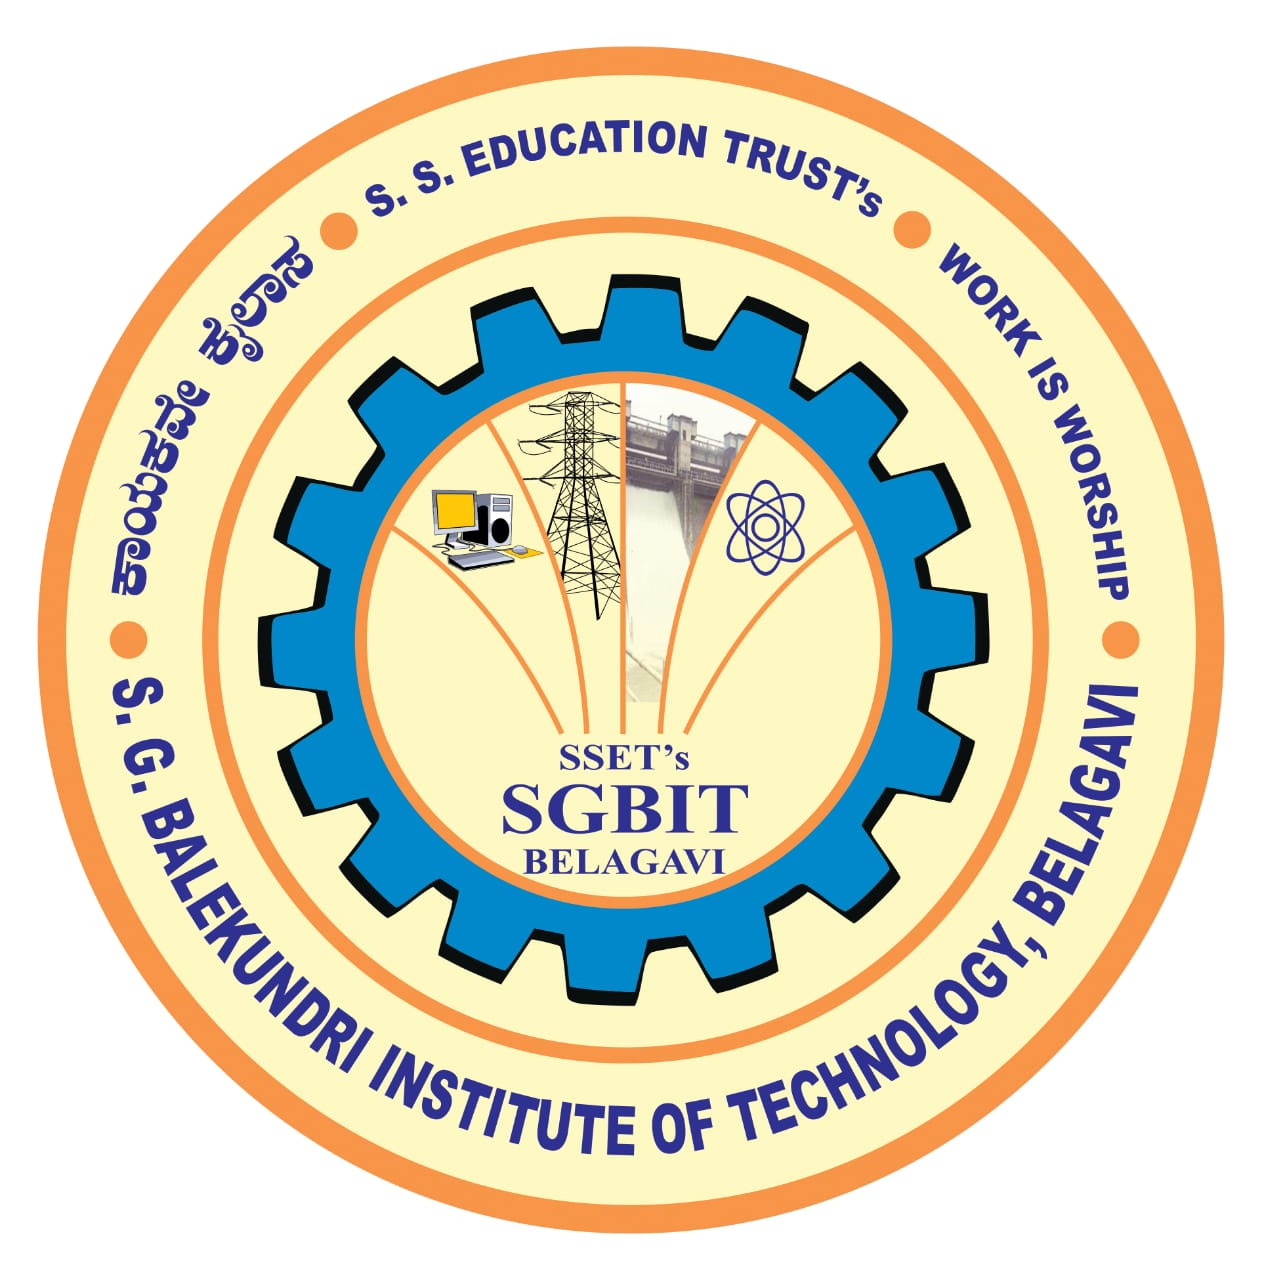 S. S. EDUCATION TRUST's
ಕಾಯಕವೇ ಕೈಲಾಸ
WORK IS WORSHIP
SSET's
SGBIT
BELAGAVI
S. G. BALEKUNDRI INSTITUTE OF TECHNOLOGY, BELAGAVI